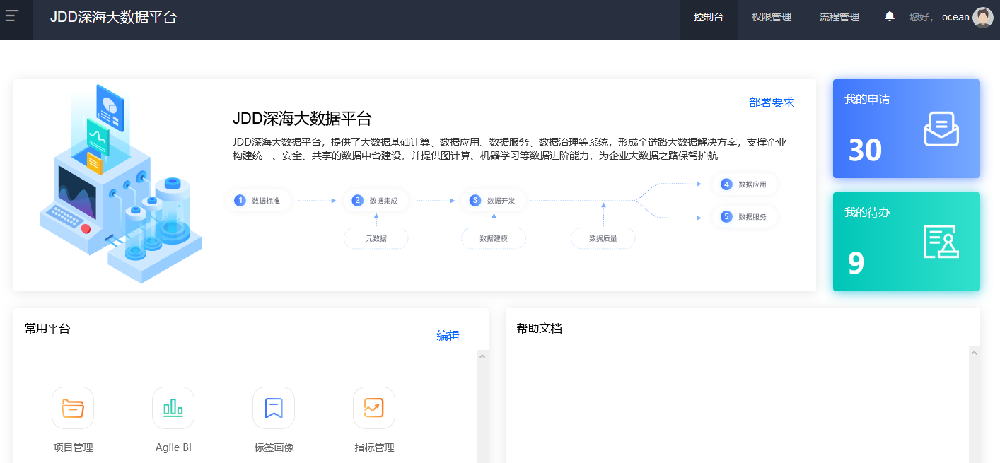 JDD深海大数据平台
控制台
权限管理
流程管理
您好，
ocean
部署要求
JDD深海大数据平台
JDD深海大数据平台，提供了大数据基础计算、数据应用、数据服务、数据治理等系统，形成全链路大数据解决方案，支撑企业
构建统一、安全、共享的数据中台建设，并提供图计算、机器学习等数据进阶能力，为企业大数据之路保驾护航
1 数据标准
2 数据集成
3 数据开发
4 数据应用
5 数据服务
元数据
数据建模
数据质量
我的申请
30
我的待办
9
常用平台
编辑
项目管理
Agile BI
标签画像
指标管理
帮助文档